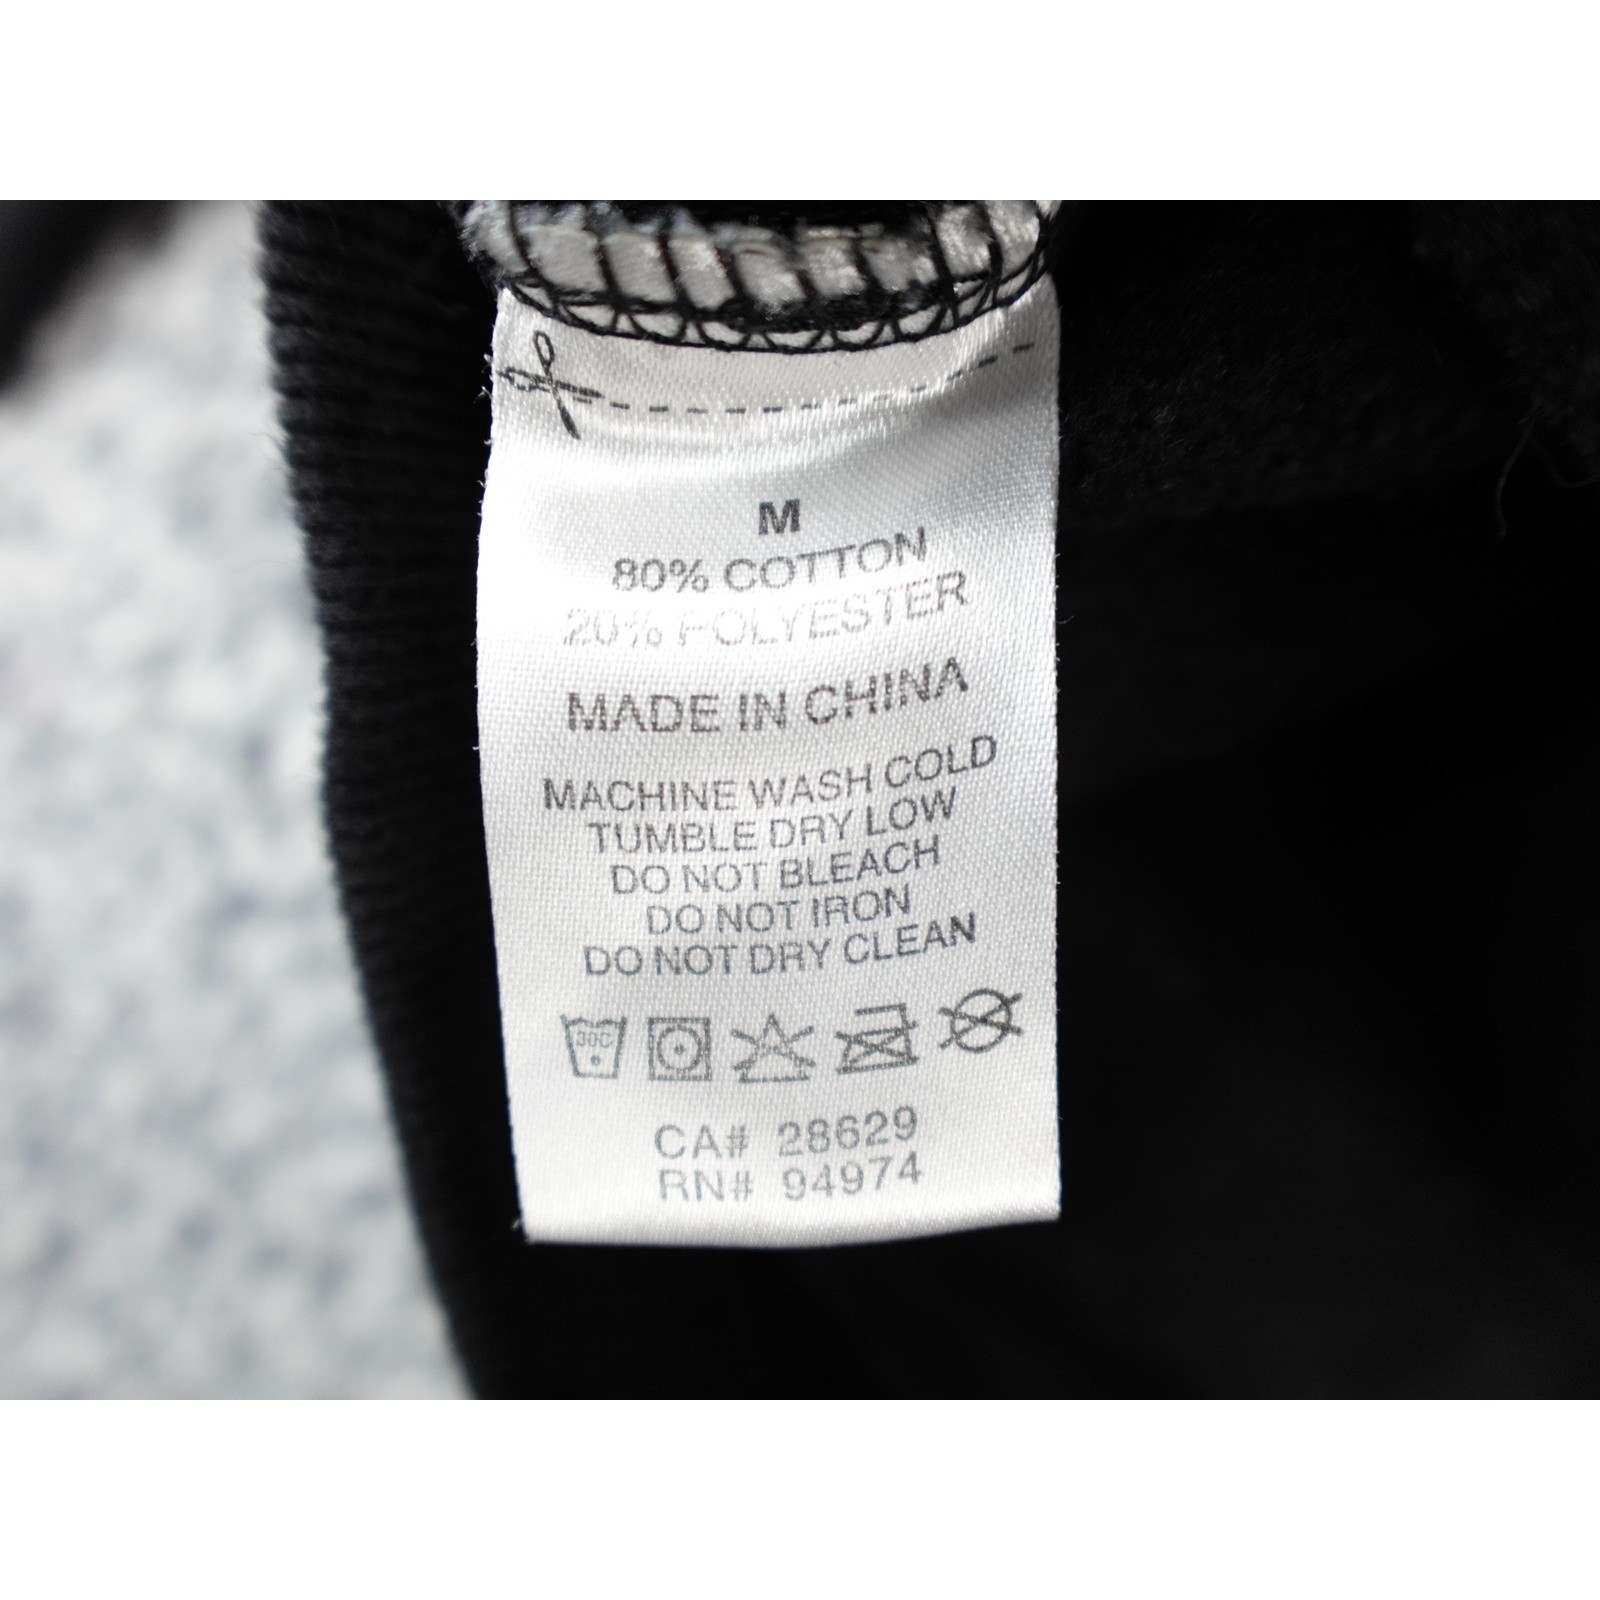 M
80% COTTON
20% POLYESTER
MADE IN CHINA
MACHINE WASH COLD
TUMBLE DRY LOW
DO NOT BLEACH
DO NOT IRON
DO NOT DRY CLEAN
30C
CA# 28629
RN# 94974